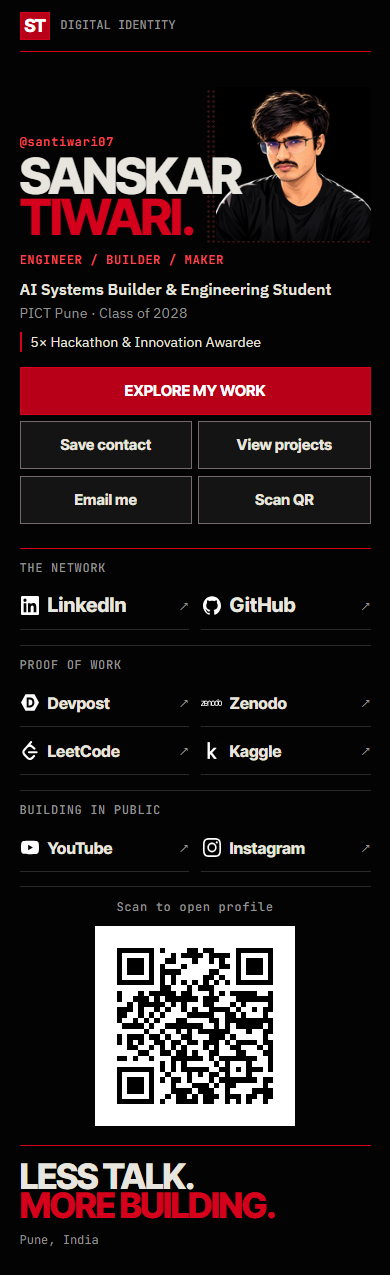 ST DIGITAL IDENTITY
@santiwari07
SANSKAR
TIWARI.
ENGINEER / BUILDER / MAKER
AI Systems Builder & Engineering Student
PICT Pune · Class of 2028
5× Hackathon & Innovation Awardee
EXPLORE MY WORK
Save contact View projects
Email me Scan QR
THE NETWORK
in LinkedIn ↗ GitHub ↗
PROOF OF WORK
D Devpost ↗ zenodo Zenodo ↗
LeetCode ↗ k Kaggle ↗
BUILDING IN PUBLIC
YouTube ↗ Instagram ↗
Scan to open profile
LESS TALK.
MORE BUILDING.
Pune, India